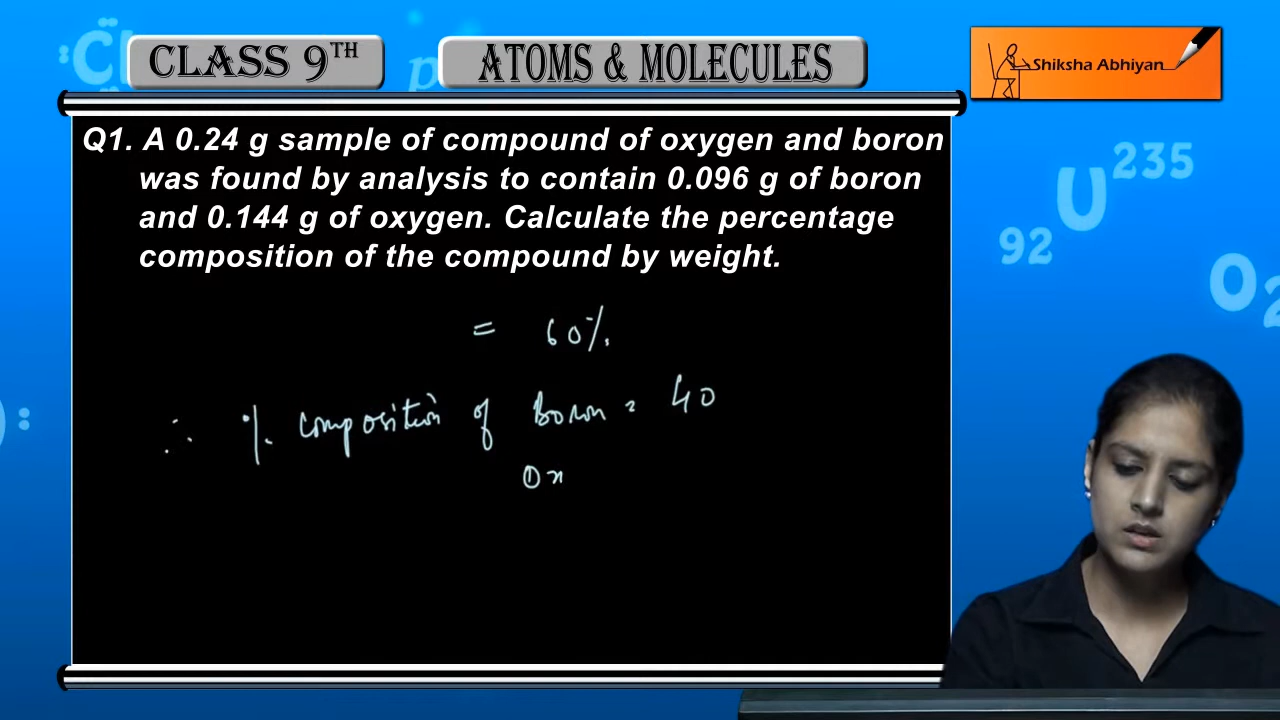 CLASS 9TH
ATOMS & MOLECULES
Shiksha Abhiyan
Q1. A 0.24 g sample of compound of oxygen and boron
was found by analysis to contain 0.096 g of boron
and 0.144 g of oxygen. Calculate the percentage
composition of the compound by weight.
= 60%.
∴ % composition of Boron = 40
Ox
:Cl
p
U 235
92
O2
):